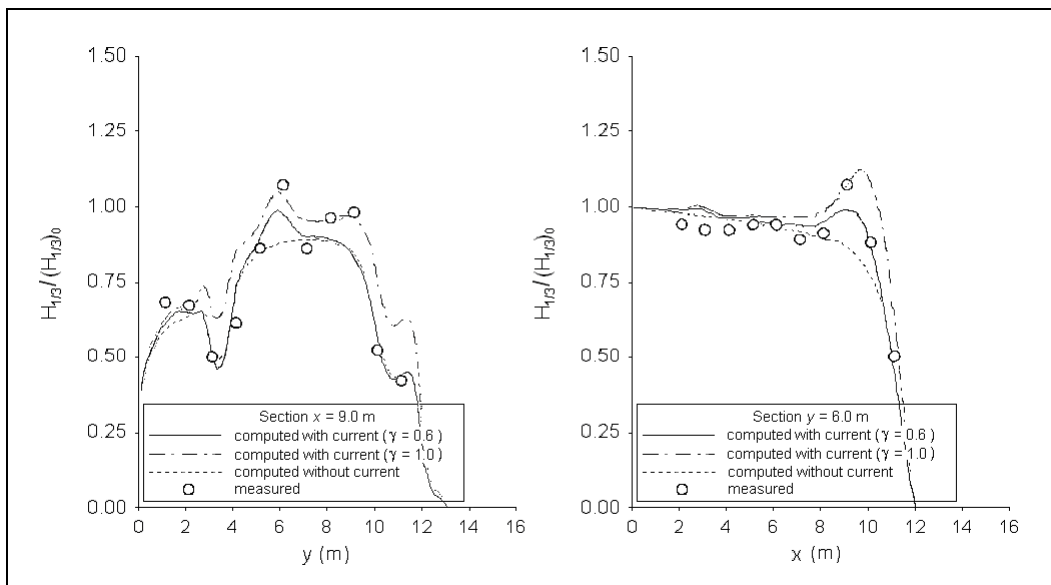 1.50
1.25
1.00
0.75
0.50
0.25
0.00
H1/3/(H1/3)0
Section x = 9.0 m
computed with current ( γ = 0.6 )
computed with current ( γ = 1.0 )
computed without current
measured
0 2 4 6 8 10 12 14 16
y (m)
1.50
1.25
1.00
0.75
0.50
0.25
0.00
H1/3/(H1/3)0
Section y = 6.0 m
computed with current ( γ = 0.6 )
computed with current ( γ = 1.0 )
computed without current
measured
0 2 4 6 8 10 12 14 16
x (m)